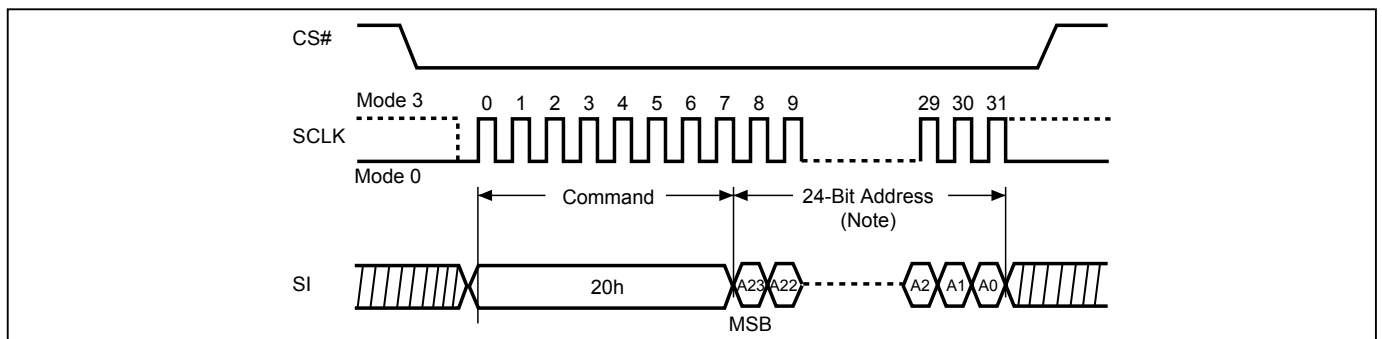 CS#
Mode 3
0 1 2 3 4 5 6 7 8 9 29 30 31
SCLK
Mode 0
Command
24-Bit Address
(Note)
SI
20h
A23 A22 A2 A1 A0
MSB